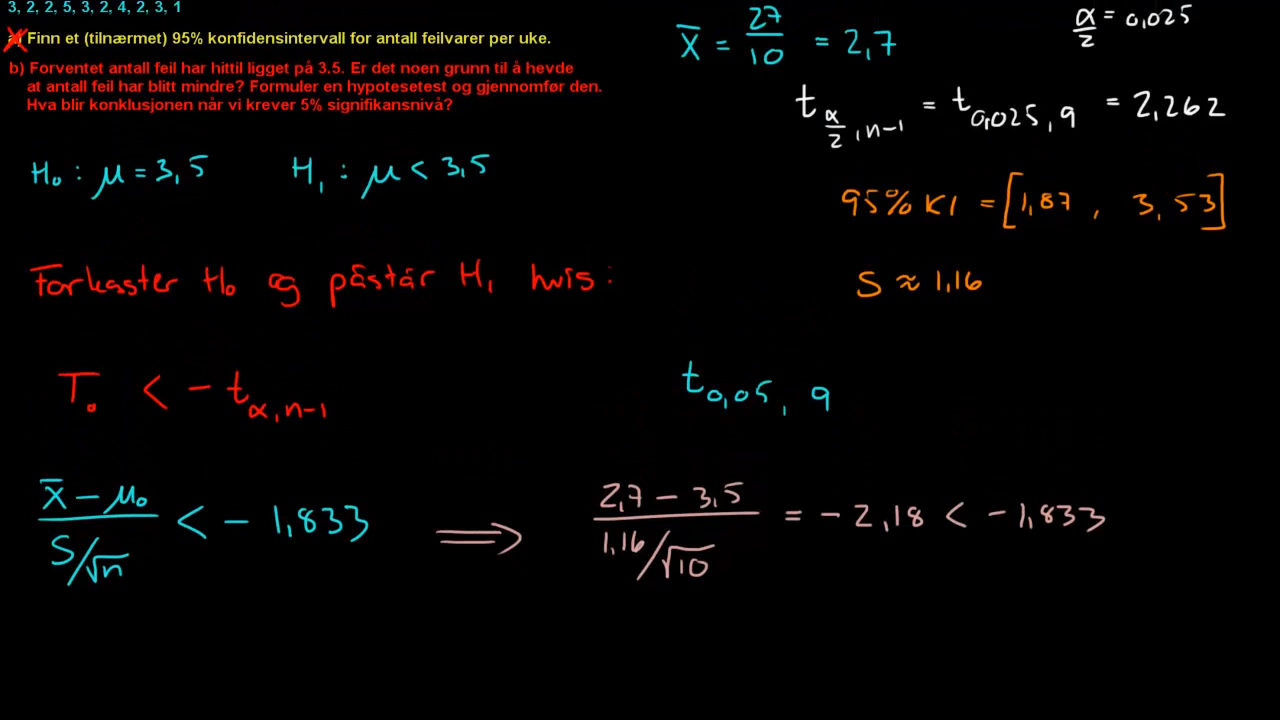 3, 2, 2, 5, 3, 2, 4, 2, 3, 1
a) Finn et (tilnærmet) 95% konfidensintervall for antall feilvarer per uke.
b) Forventet antall feil har hittil ligget på 3.5. Er det noen grunn til å hevde
at antall feil har blitt mindre? Formuler en hypotesetest og gjennomfør den.
Hva blir konklusjonen når vi krever 5% signifikansnivå?
X̄ = 27/10 = 2,7
α/2 = 0,025
t α/2, n-1 = t 0,025, 9 = 2,262
H₀ : μ = 3,5 H₁ : μ < 3,5
95% KI = [1,87 , 3,53]
Forkaster H₀ og påstår H₁ hvis :
S ≈ 1,16
T₀ < - t α, n-1
t 0,05, 9
(X̄ - μ₀)/(S/√n) < - 1,833 ⟹ (2,7 - 3,5)/(1,16/√10) = - 2,18 < - 1,833